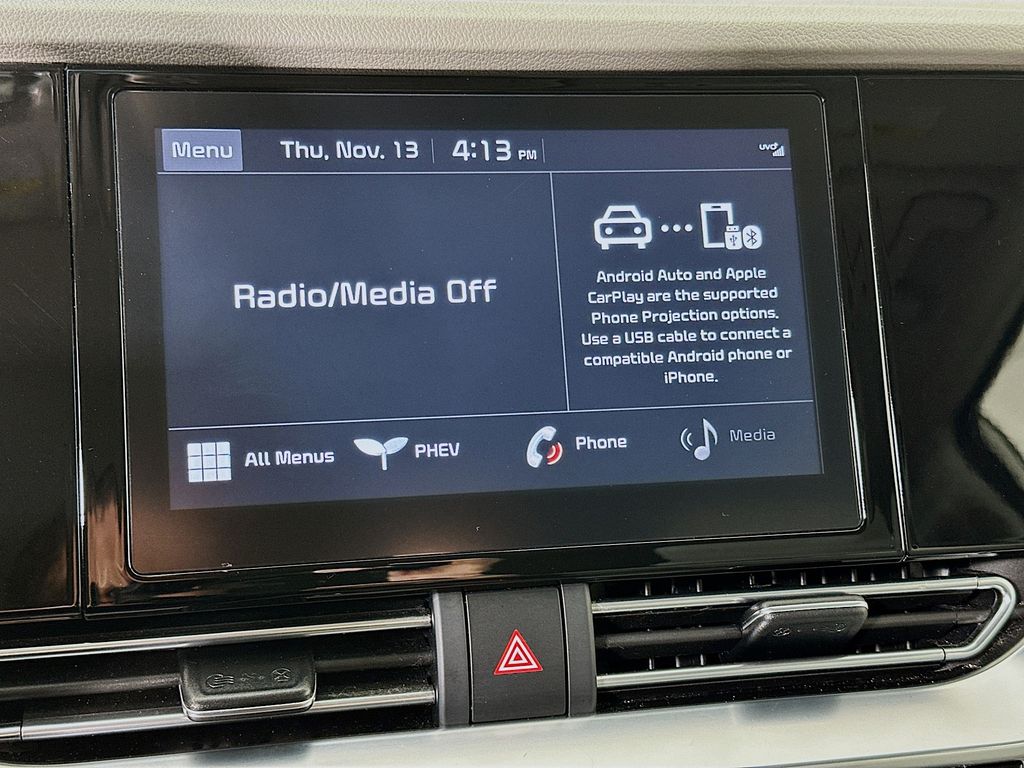 Menu
Thu, Nov. 13
4:13 PM
UVO
Radio/Media Off
Android Auto and Apple
CarPlay are the supported
Phone Projection options.
Use a USB cable to connect a
compatible Android phone or
iPhone.
All Menus
PHEV
Phone
Media